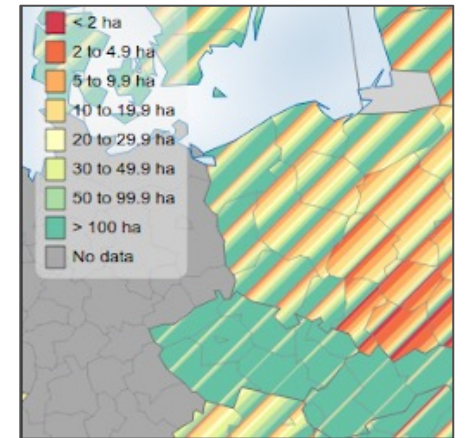 < 2 ha
2 to 4.9 ha
5 to 9.9 ha
10 to 19.9 ha
20 to 29.9 ha
30 to 49.9 ha
50 to 99.9 ha
> 100 ha
No data